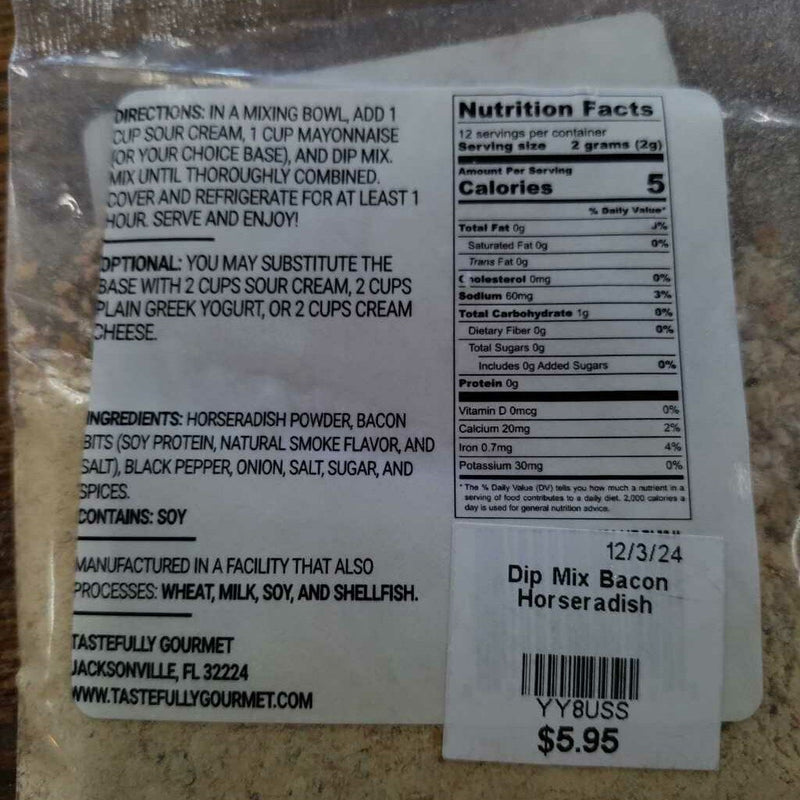 DIRECTIONS: IN A MIXING BOWL, ADD 1
CUP SOUR CREAM, 1 CUP MAYONNAISE
(OR YOUR CHOICE BASE), AND DIP MIX.
MIX UNTIL THOROUGHLY COMBINED.
COVER AND REFRIGERATE FOR AT LEAST 1
HOUR. SERVE AND ENJOY!
OPTIONAL: YOU MAY SUBSTITUTE THE
BASE WITH 2 CUPS SOUR CREAM, 2 CUPS
PLAIN GREEK YOGURT, OR 2 CUPS CREAM
CHEESE.
INGREDIENTS: HORSERADISH POWDER, BACON
BITS (SOY PROTEIN, NATURAL SMOKE FLAVOR, AND
SALT), BLACK PEPPER, ONION, SALT, SUGAR, AND
SPICES.
CONTAINS: SOY
MANUFACTURED IN A FACILITY THAT ALSO
PROCESSES: WHEAT, MILK, SOY, AND SHELLFISH.
TASTEFULLY GOURMET
JACKSONVILLE, FL 32224
WWW.TASTEFULLYGOURMET.COM
Nutrition Facts
12 servings per container
Serving size 2 grams (2g)
Amount Per Serving
Calories 5
% Daily Value*
Total Fat 0g 0%
Saturated Fat 0g 0%
Trans Fat 0g
Cholesterol 0mg 0%
Sodium 60mg 3%
Total Carbohydrate 1g 0%
Dietary Fiber 0g 0%
Total Sugars 0g
Includes 0g Added Sugars 0%
Protein 0g
Vitamin D 0mcg 0%
Calcium 20mg 2%
Iron 0.7mg 4%
Potassium 30mg 0%
* The % Daily Value (DV) tells you how much a nutrient in a
serving of food contributes to a daily diet. 2,000 calories a
day is used for general nutrition advice.
12/3/24
Dip Mix Bacon
Horseradish
YY8USS
$5.95